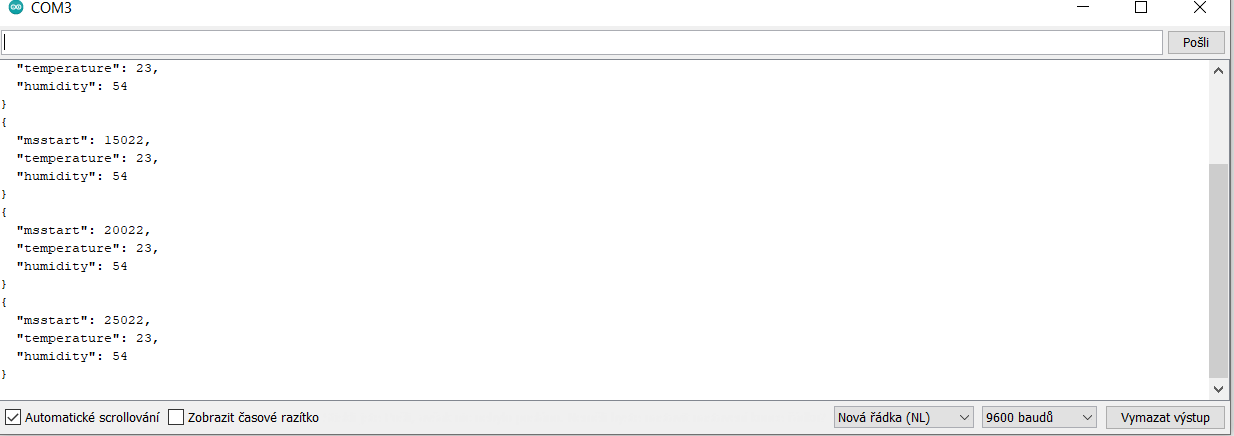 COM3
Pošli
"temperature": 23,
"humidity": 54
}
{
"msstart": 15022,
"temperature": 23,
"humidity": 54
}
{
"msstart": 20022,
"temperature": 23,
"humidity": 54
}
{
"msstart": 25022,
"temperature": 23,
"humidity": 54
}
Automatické scrollování Zobrazit časové razítko Nová řádka (NL) 9600 baudů Vymazat výstup